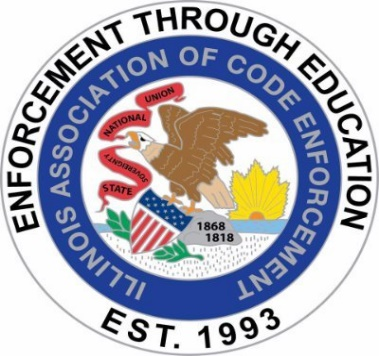 ENFORCEMENT THROUGH EDUCATION
ILLINOIS ASSOCIATION OF CODE ENFORCEMENT
STATE
SOVEREIGNTY
NATIONAL
UNION
1868
1818
EST. 1993